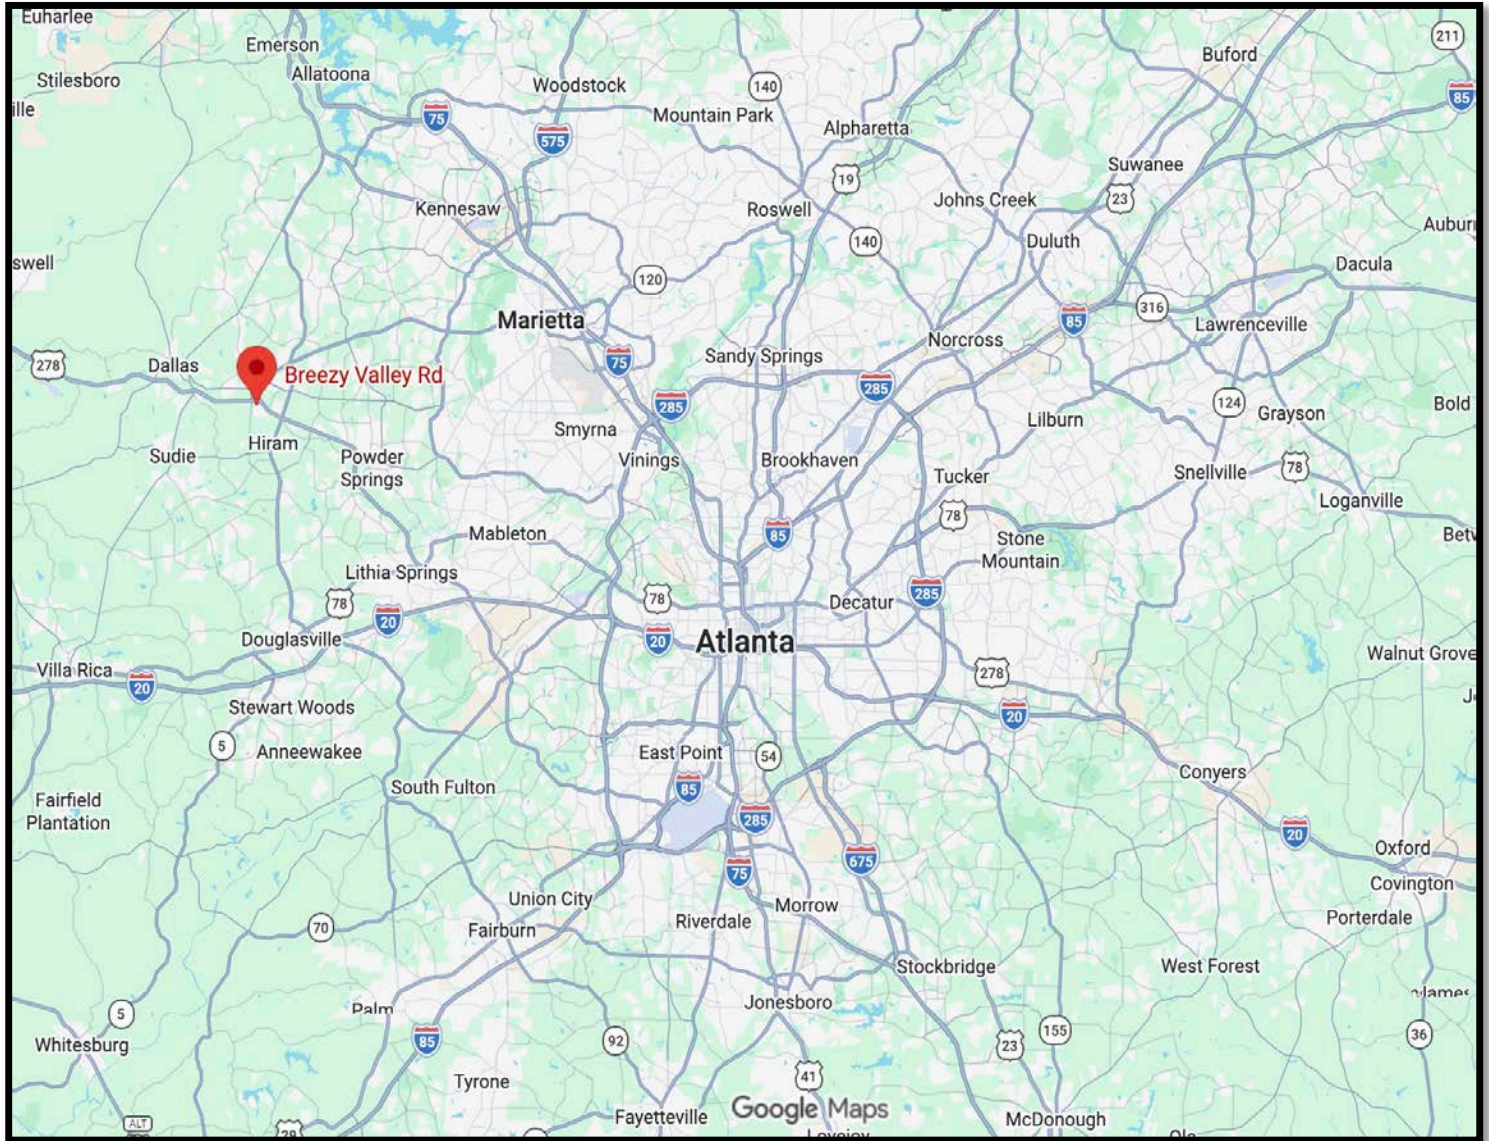 Euharlee
Emerson
211
Buford
Allatoona
Stilesboro
Woodstock
140
85
ille
75
Mountain Park
Alpharetta
575
Suwanee
19
23
Kennesaw
Roswell
Johns Creek
Auburn
140
Duluth
swell
120
Dacula
316
Marietta
85
Lawrenceville
Norcross
278
Dallas
75
Sandy Springs
Breezy Valley Rd
285
285
124
Grayson
Bold
Lilburn
Smyrna
Hiram
Sudie
Powder
Springs
Vinings
Brookhaven
Tucker
Snellville
78
Loganville
78
85
Mableton
Stone
Mountain
Betw
Lithia Springs
78
78
Decatur
285
20
Douglasville
20
Atlanta
Walnut Grove
Villa Rica
20
278
J
Stewart Woods
20
5
Anneewakee
East Point
54
Conyers
South Fulton
85
Fairfield
Plantation
285
20
675
Oxford
75
Covington
Union City
Morrow
Porterdale
70
Fairburn
Riverdale
Stockbridge
West Forest
Jonesboro
Palm
5
155
36
85
92
23
Whitesburg
41
Tyrone
Google Maps
Fayetteville
McDonough
ALT
29
Lovejoy